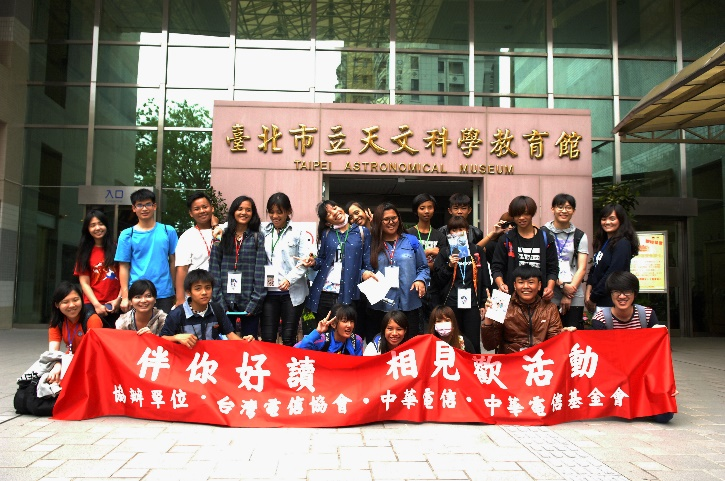 臺北市立天文科學教育館
TAIPEI ASTRONOMICAL MUSEUM
入口
伴你好讀 相見歡活動
協辦單位·台灣電信協會·中華電信·中華電信基金會